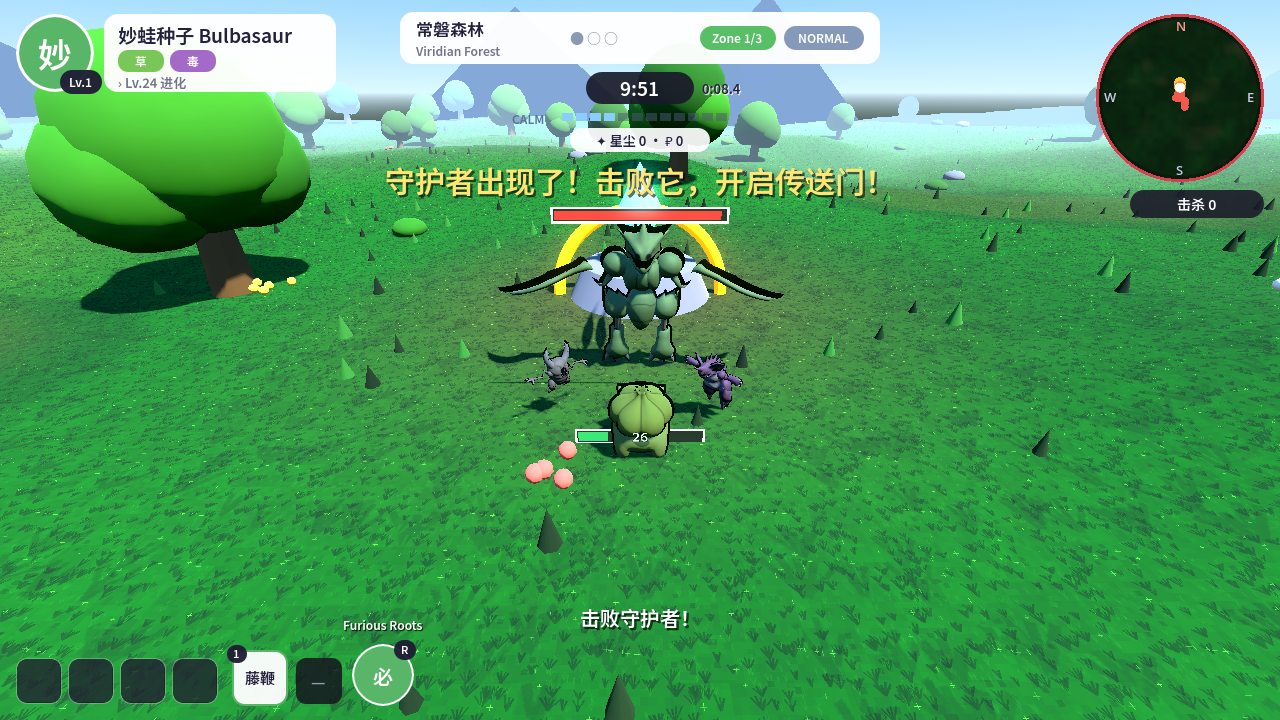 妙
Lv.1
妙蛙种子 Bulbasaur
草 毒
› Lv.24 进化
常磐森林
Viridian Forest
Zone 1/3
NORMAL
9:51
0:08.4
CALM
✦ 星尘 0 · ₽ 0
守护者出现了！击败它，开启传送门！
N
W
E
S
击杀 0
26
击败守护者！
Furious Roots
1
藤鞭
—
必
R